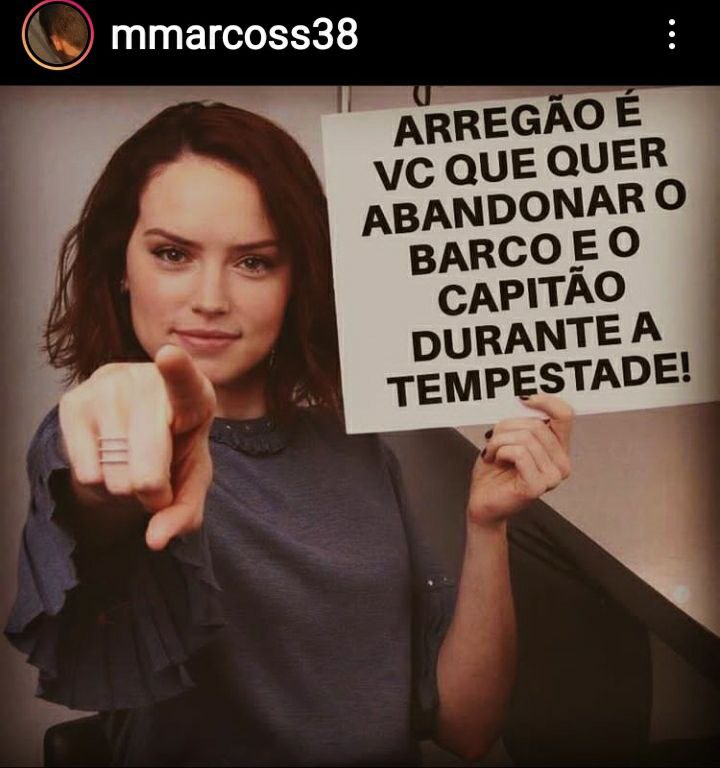 mmarcoss38
ARREGÃO É
VC QUE QUER
ABANDONAR O
BARCO E O
CAPITÃO
DURANTE A
TEMPESTADE!